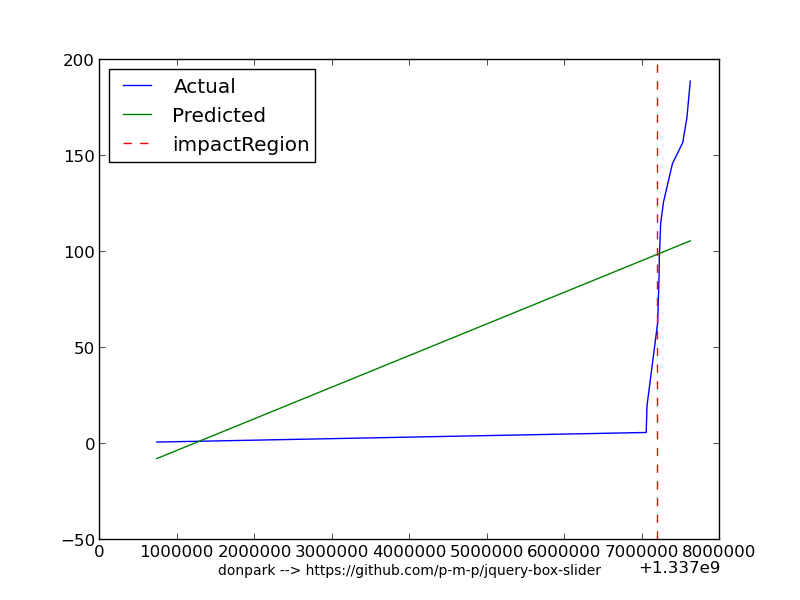 200
Actual
Predicted
impactRegion
150
100
50
0
−50
0 1000000 2000000 3000000 4000000 5000000 6000000 7000000 8000000
+1.337e9
donpark --> https://github.com/p-m-p/jquery-box-slider